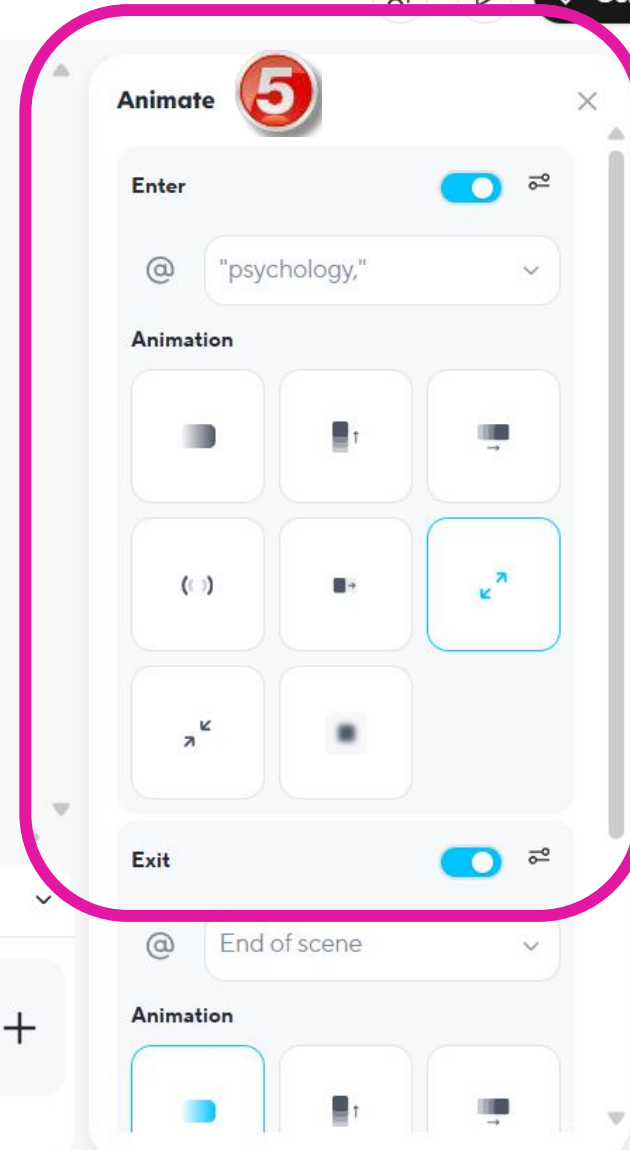 Animate 5
Enter
@ "psychology,"
Animation
Exit
@ End of scene
Animation